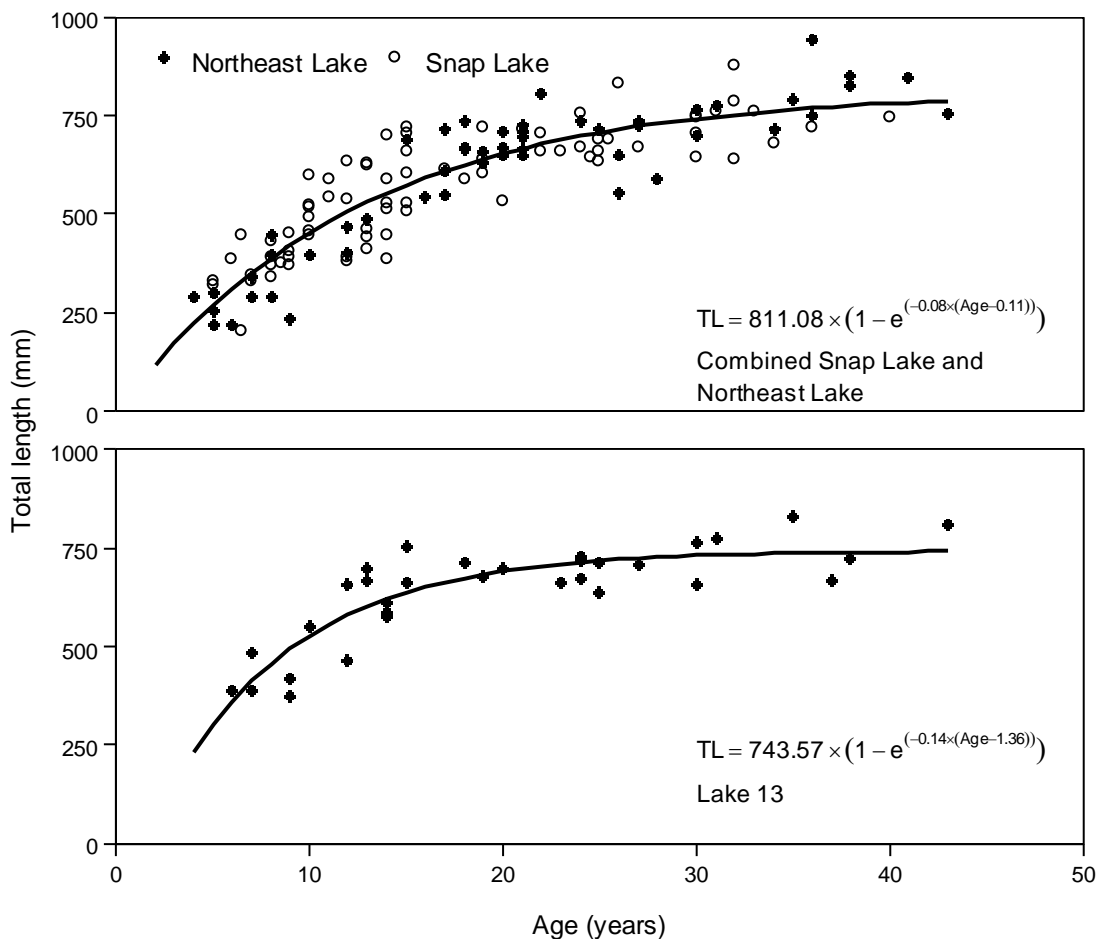 1000
750
500
250
0
Northeast Lake Snap Lake
TL = 811.08 × (1 − e^(−0.08×(Age−0.11)))
Combined Snap Lake and
Northeast Lake
Total length (mm)
1000
750
500
250
0
TL = 743.57 × (1 − e^(−0.14×(Age−1.36)))
Lake 13
0 10 20 30 40 50
Age (years)